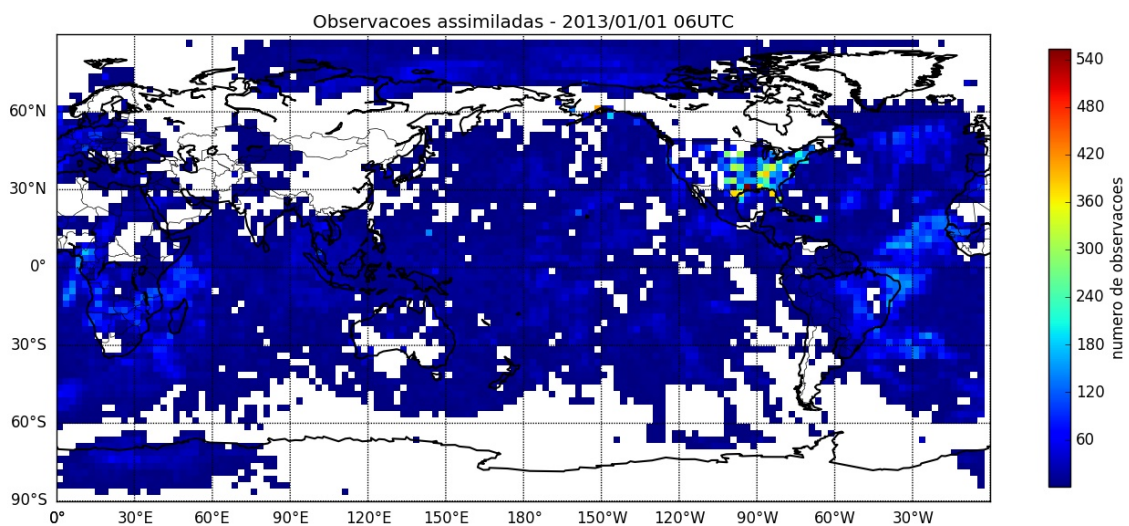 Observacoes assimiladas - 2013/01/01 06UTC
60°N
30°N
0°
30°S
60°S
90°S
0° 30°E 60°E 90°E 120°E 150°E 180° 150°W 120°W 90°W 60°W 30°W
540
480
420
360
300
240
180
120
60
numero de observacoes